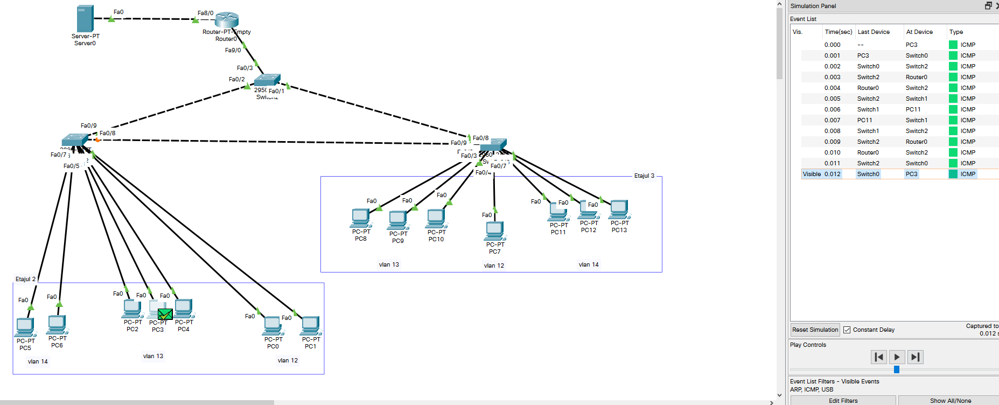 Fa0
Fa8/0
Server-PT
Server0
Router-PT-Empty
Router0
Fa9/0
Fa0/3
Fa0/2
Fa0/1
Fa0/9
Fa0/8
Fa0/7
Fa0/5
Fa0/8
Fa0/9
Fa0/3
Fa0/7
Fa0/4
Etajul 3
Fa0
Fa0
Fa0
Fa0
Fa0
Fa0
Fa0
PC-PT
PC8
PC-PT
PC9
PC-PT
PC10
PC-PT
PC7
PC-PT
PC11
PC-PT
PC12
PC-PT
PC13
vlan 13
vlan 12
vlan 14
Etajul 2
Fa0
Fa0
Fa0
Fa0
Fa0
Fa0
Fa0
PC-PT
PC5
PC-PT
PC6
PC-PT
PC2
PC-PT
PC3
PC-PT
PC4
PC-PT
PC0
PC-PT
PC1
vlan 14
vlan 13
vlan 12
Simulation Panel
Event List
Vis. Time(sec) Last Device At Device Type
0.000 -- PC3 ICMP
0.001 PC3 Switch0 ICMP
0.002 Switch0 Switch2 ICMP
0.003 Switch2 Router0 ICMP
0.004 Router0 Switch2 ICMP
0.005 Switch2 Switch1 ICMP
0.006 Switch1 PC11 ICMP
0.007 PC11 Switch1 ICMP
0.008 Switch1 Switch2 ICMP
0.009 Switch2 Router0 ICMP
0.010 Router0 Switch2 ICMP
0.011 Switch2 Switch0 ICMP
Visible 0.012 Switch0 PC3 ICMP
Reset Simulation Constant Delay Captured to
0.012 s
Play Controls
Event List Filters - Visible Events
ARP, ICMP, USB
Edit Filters Show All/None